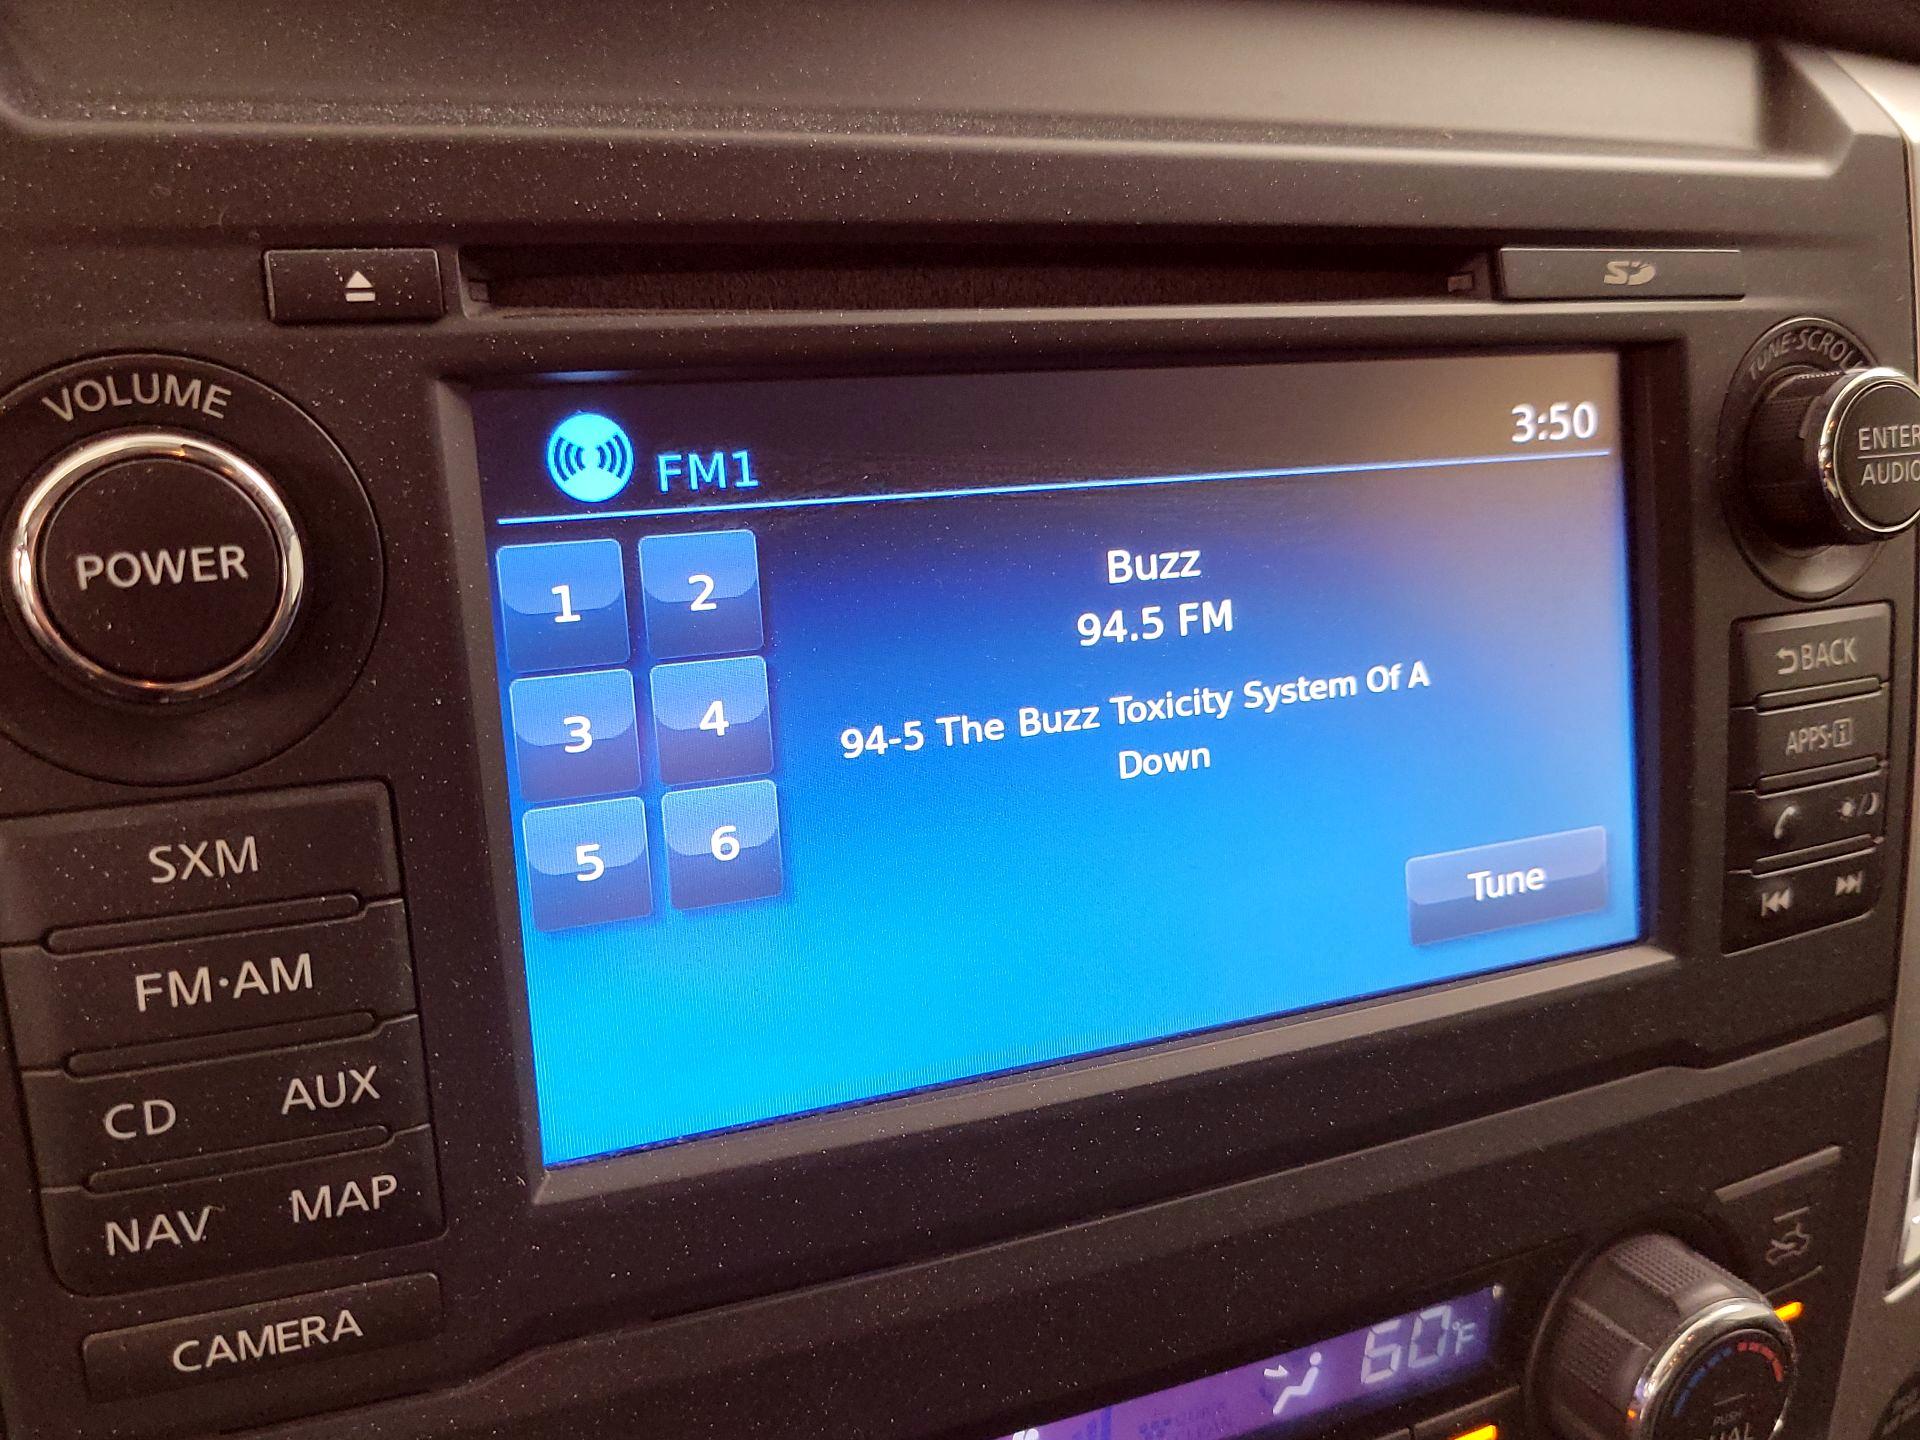 SD
VOLUME
POWER
TUNE·SCROLL
ENTER
AUDIO
FM1
3:50
1
2
3
4
5
6
Buzz
94.5 FM
94-5 The Buzz Toxicity System Of A
Down
Tune
BACK
APPS·i
SXM
FM·AM
CD AUX
NAV MAP
CAMERA
60°F
PUSH